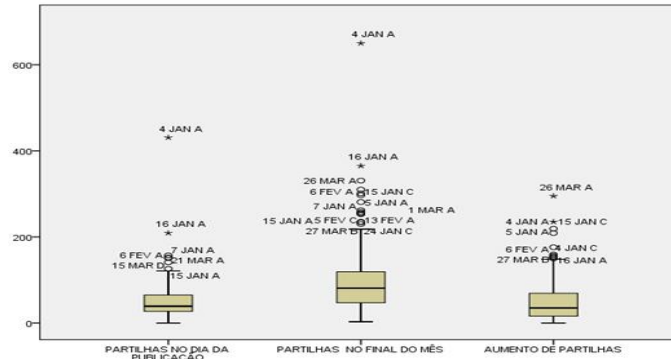 600
400
200
0
4 JAN A
16 JAN A
6 FEV A
7 JAN A
21 MAR A
15 MAR D
15 JAN A
4 JAN A
16 JAN A
26 MAR A
6 FEV A
15 JAN C
7 JAN A
5 JAN A
1 MAR A
15 JAN A
5 FEV C
13 FEV A
27 MAR B
24 JAN C
26 MAR A
4 JAN A
15 JAN C
5 JAN A
6 FEV A
4 JAN C
27 MAR B
16 JAN A
PARTILHAS NO DIA DA
PUBLICAÇÃO
PARTILHAS NO FINAL DO MÊS
AUMENTO DE PARTILHAS